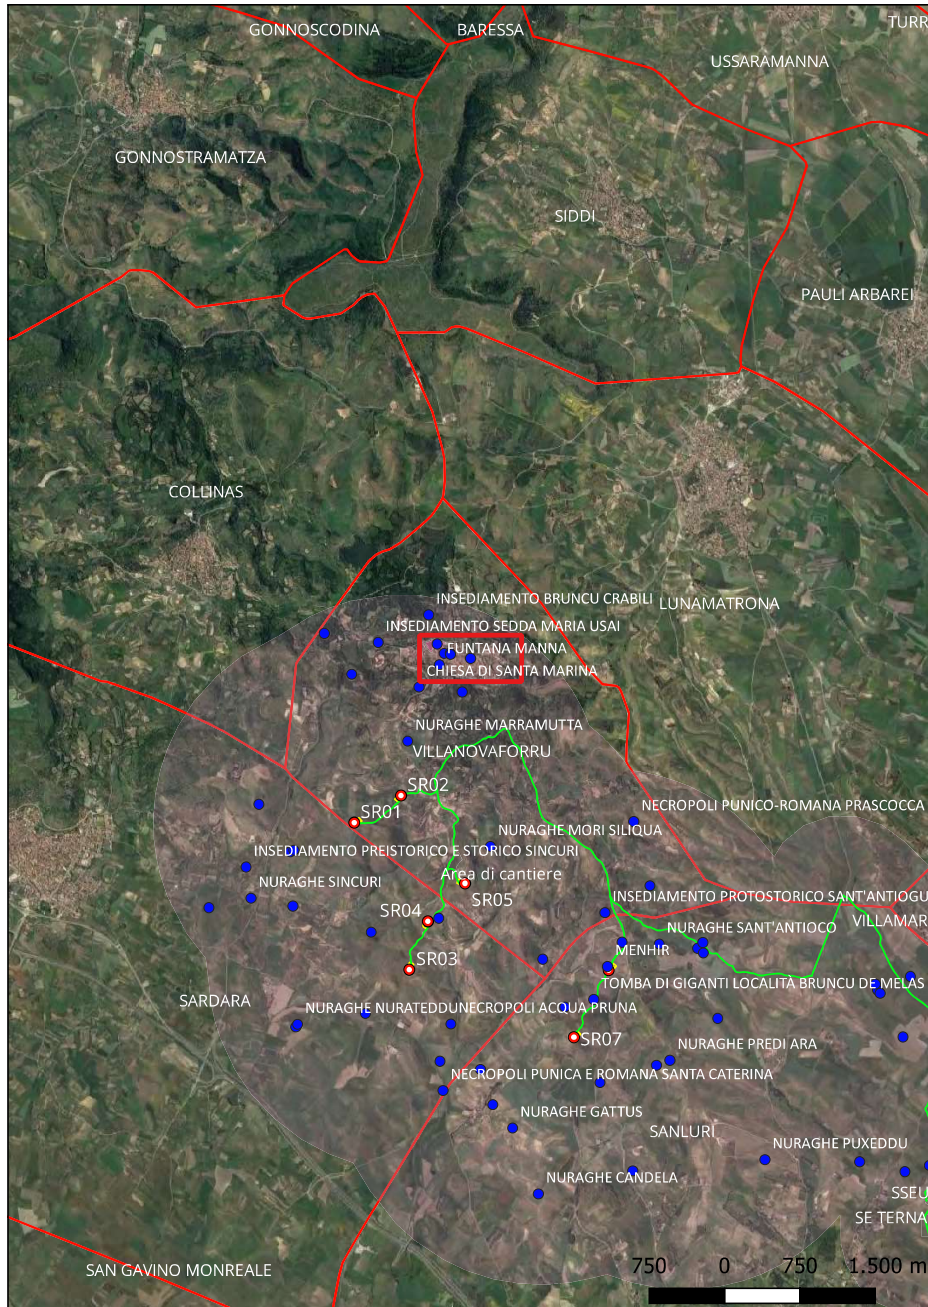 GONNOSCODINA
BARESSA
TURR
USSARAMANNA
GONNOSTRAMATZA
SIDDI
PAULI ARBAREI
COLLINAS
INSEDIAMENTO BRUNCU CRABILI
LUNAMATRONA
INSEDIAMENTO SEDDA MARIA USAI
FUNTANA MANNA
CHIESA DI SANTA MARINA
NURAGHE MARRAMUTTA
VILLANOVAFORRU
SR02
NECROPOLI PUNICO-ROMANA PRASCOCCA
SR01
NURAGHE MORI SILIQUA
INSEDIAMENTO PREISTORICO E STORICO SINCURI
Area di cantiere
NURAGHE SINCURI
INSEDIAMENTO PROTOSTORICO SANT'ANTIOGU
SR05
SR04
VILLAMAR
NURAGHE SANT'ANTIOCO
MENHIR
SR03
TOMBA DI GIGANTI LOCALITÀ BRUNCU DE MELAS
SARDARA
NURAGHE NURATEDDU
NECROPOLI ACQUA PRUNA
SR07
NURAGHE PREDI ARA
NECROPOLI PUNICA E ROMANA SANTA CATERINA
NURAGHE GATTUS
SANLURI
NURAGHE PUXEDDU
NURAGHE CANDELA
SSEU
SE TERNA
SAN GAVINO MONREALE
750 0 750 1.500 m